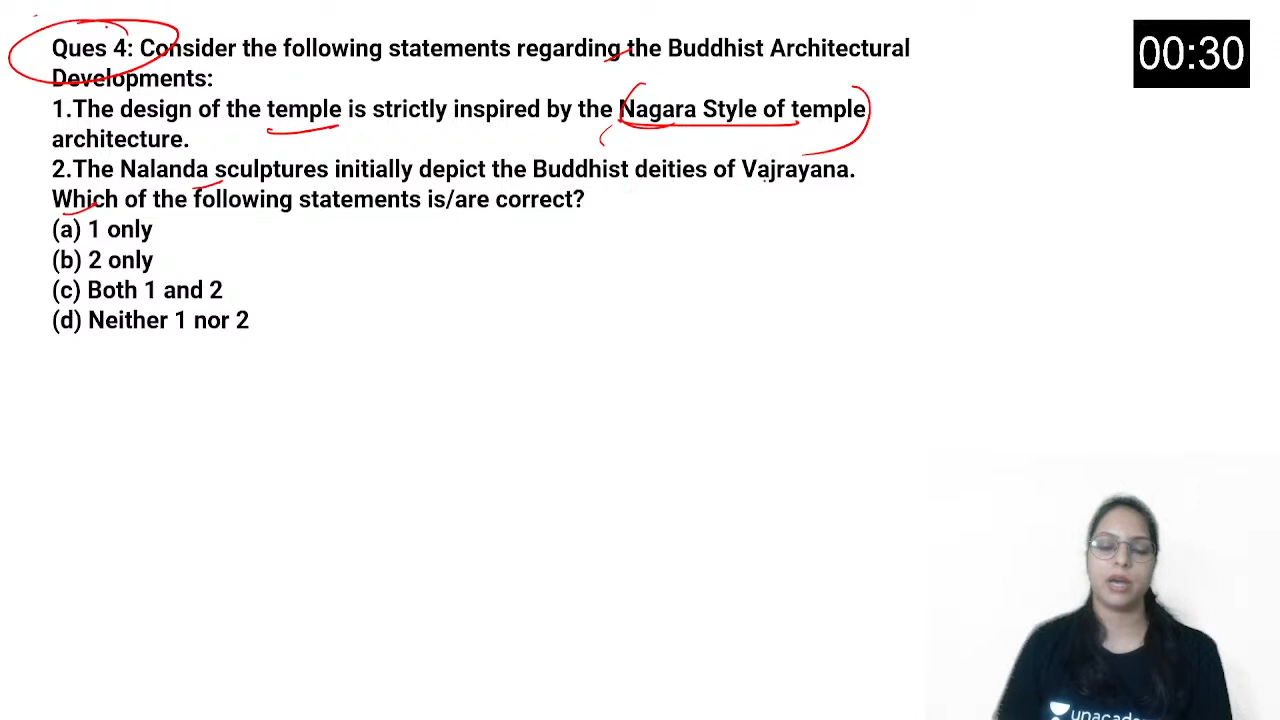 Ques 4: Consider the following statements regarding the Buddhist Architectural
Developments:
1.The design of the temple is strictly inspired by the Nagara Style of temple
architecture.
2.The Nalanda sculptures initially depict the Buddhist deities of Vajrayana.
Which of the following statements is/are correct?
(a) 1 only
(b) 2 only
(c) Both 1 and 2
(d) Neither 1 nor 2
00:30